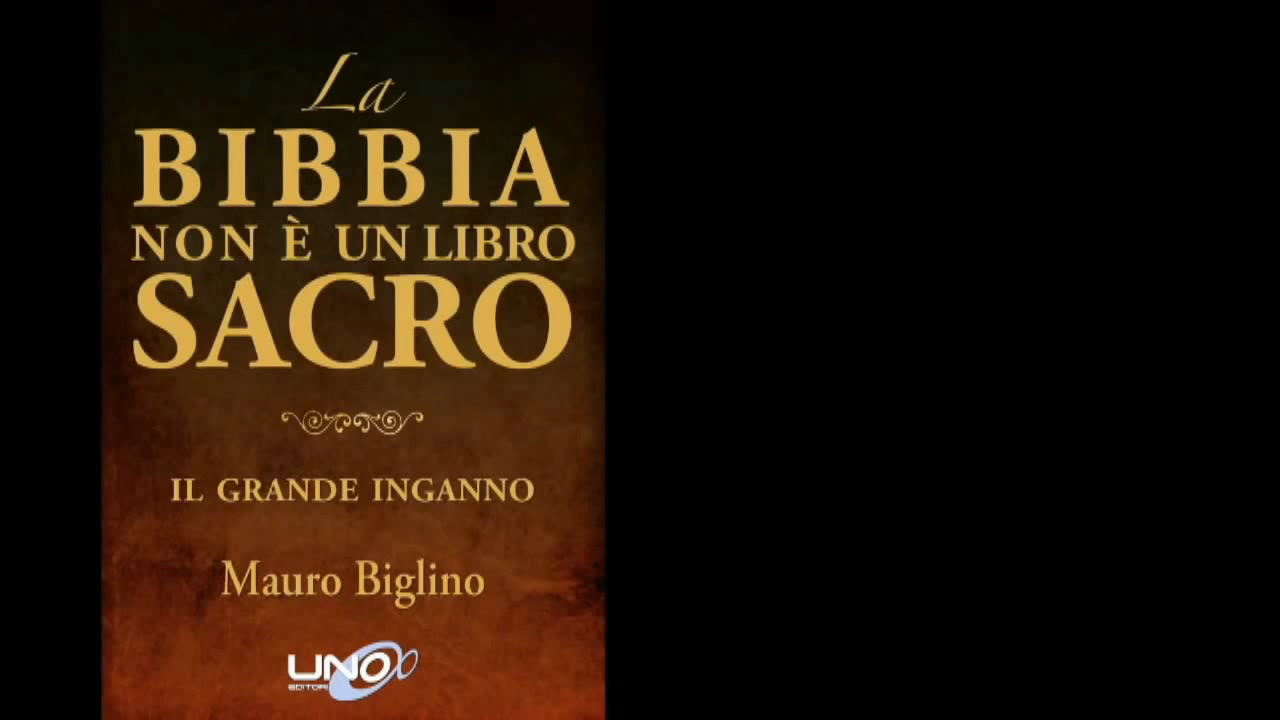 La
BIBBIA
NON È UN LIBRO
SACRO
IL GRANDE INGANNO
Mauro Biglino
UNO
EDITORI